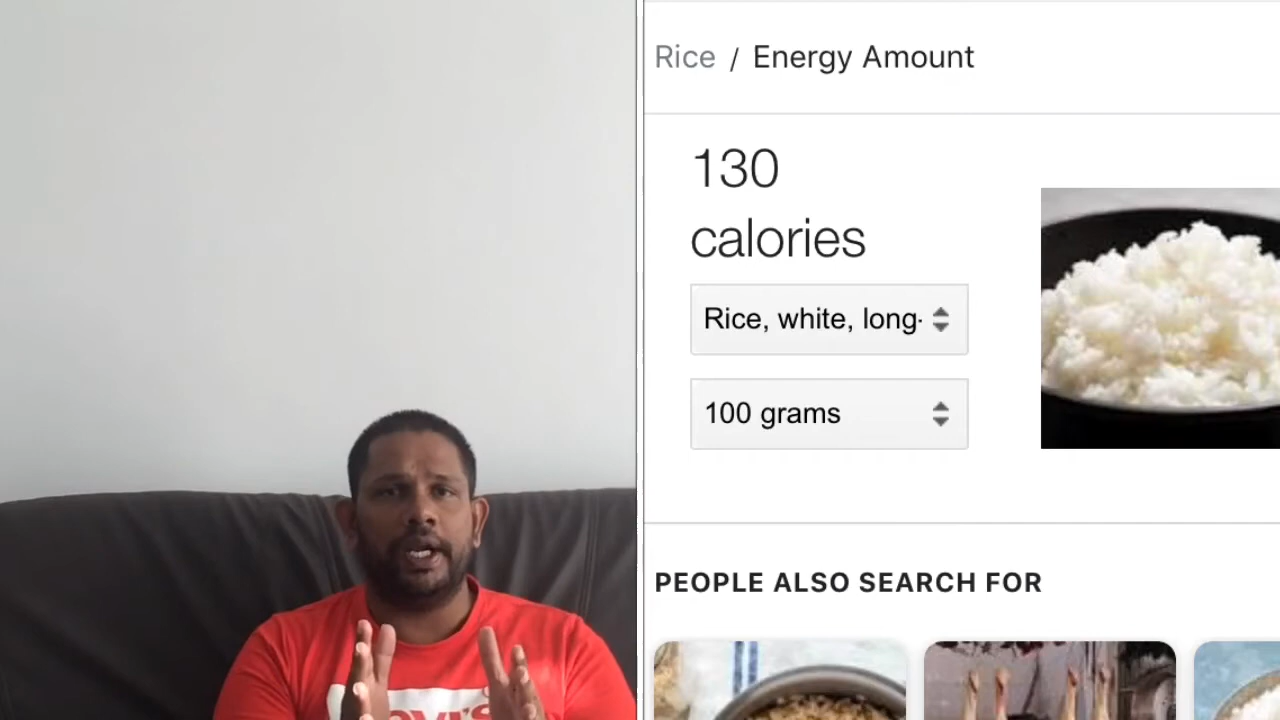 Rice / Energy Amount
130
calories
Rice, white, long-
100 grams
PEOPLE ALSO SEARCH FOR